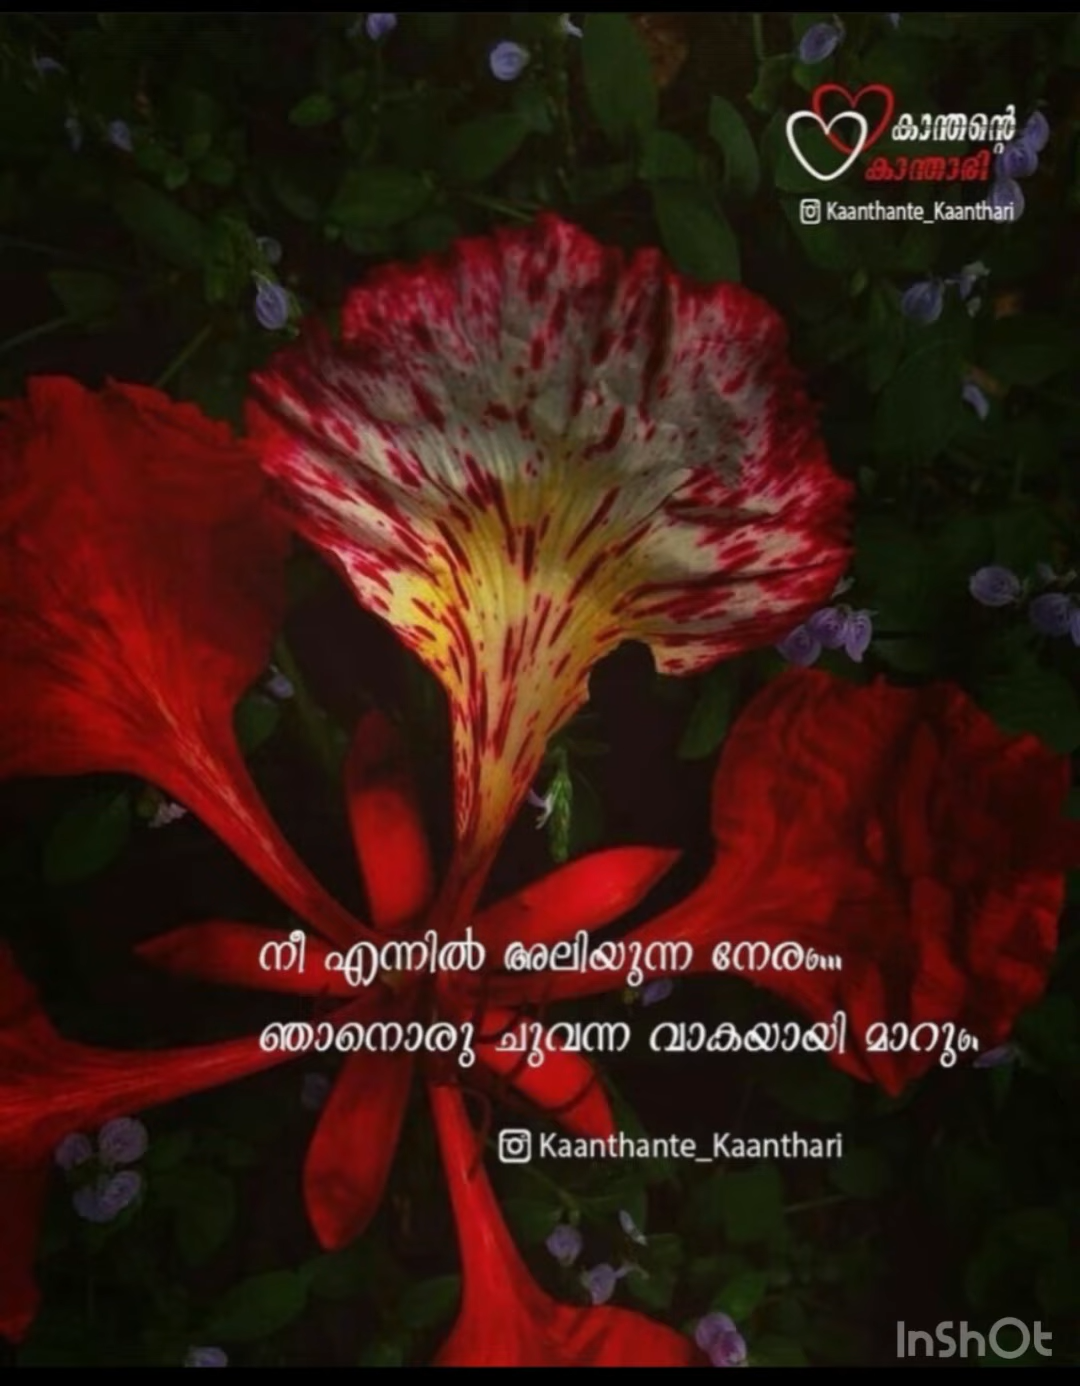 കാന്തന്റെ
കാന്താരി
Kaanthante_Kaanthari
നീ എന്നിൽ അലിയുന്ന നേരം...
ഞാനൊരു ചുവന്ന വാകയായി മാറും..
Kaanthante_Kaanthari
InShOt